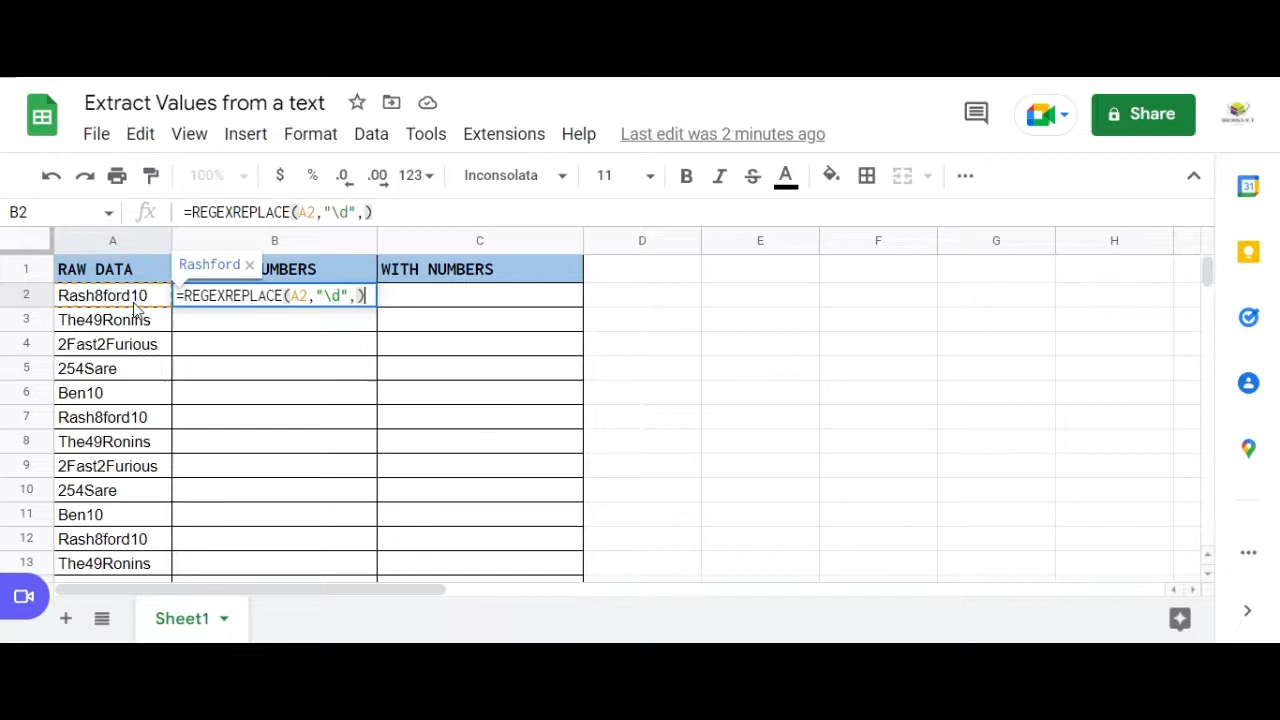 Extract Values from a text
File Edit View Insert Format Data Tools Extensions Help Last edit was 2 minutes ago
Share
100% $ % .0 .00 123 Inconsolata 11 B I S A
B2 fx =REGEXREPLACE(A2,"\d",)
A B C D E F G H
Rashford ×
1 RAW DATA UMBERS WITH NUMBERS
2 Rash8ford10 =REGEXREPLACE(A2,"\d",)
3 The49Ronins
4 2Fast2Furious
5 254Sare
6 Ben10
7 Rash8ford10
8 The49Ronins
9 2Fast2Furious
10 254Sare
11 Ben10
12 Rash8ford10
13 The49Ronins
Sheet1
31